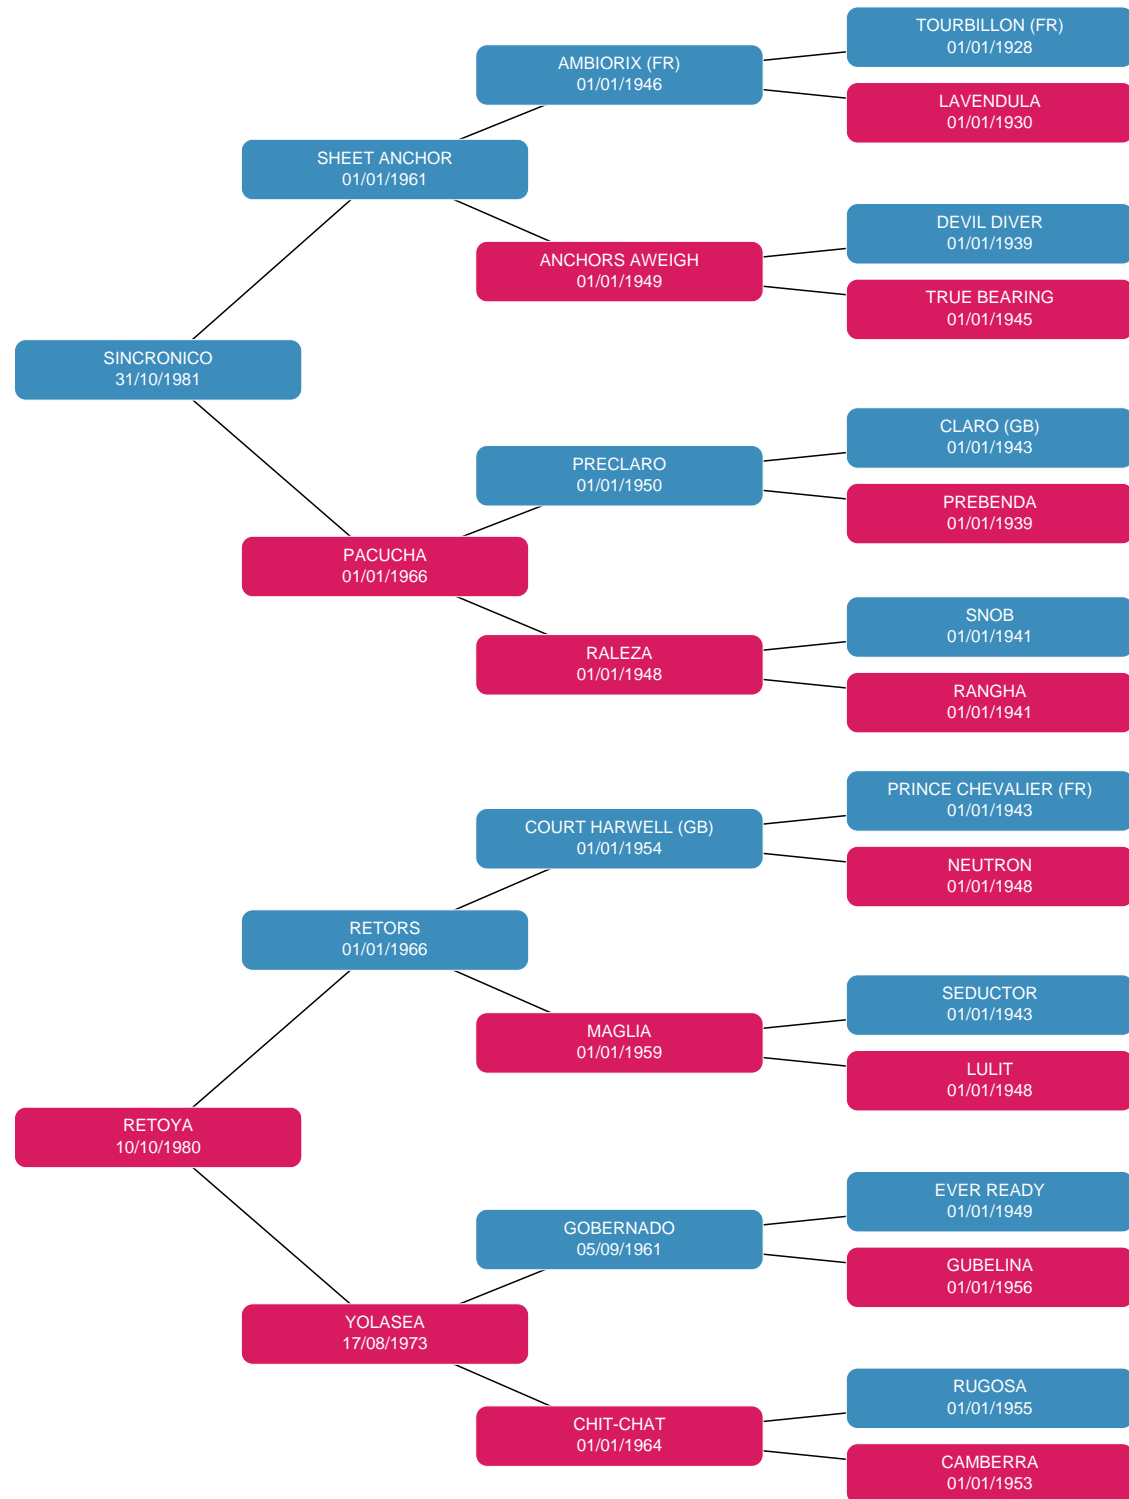 TOURBILLON (FR)
01/01/1928
AMBIORIX (FR)
01/01/1946
LAVENDULA
01/01/1930
SHEET ANCHOR
01/01/1961
DEVIL DIVER
01/01/1939
ANCHORS AWEIGH
01/01/1949
TRUE BEARING
01/01/1945
SINCRONICO
31/10/1981
CLARO (GB)
01/01/1943
PRECLARO
01/01/1950
PREBENDA
01/01/1939
PACUCHA
01/01/1966
SNOB
01/01/1941
RALEZA
01/01/1948
RANGHA
01/01/1941
PRINCE CHEVALIER (FR)
01/01/1943
COURT HARWELL (GB)
01/01/1954
NEUTRON
01/01/1948
RETORS
01/01/1966
SEDUCTOR
01/01/1943
MAGLIA
01/01/1959
LULIT
01/01/1948
RETOYA
10/10/1980
EVER READY
01/01/1949
GOBERNADO
05/09/1961
GUBELINA
01/01/1956
YOLASEA
17/08/1973
RUGOSA
01/01/1955
CHIT-CHAT
01/01/1964
CAMBERRA
01/01/1953